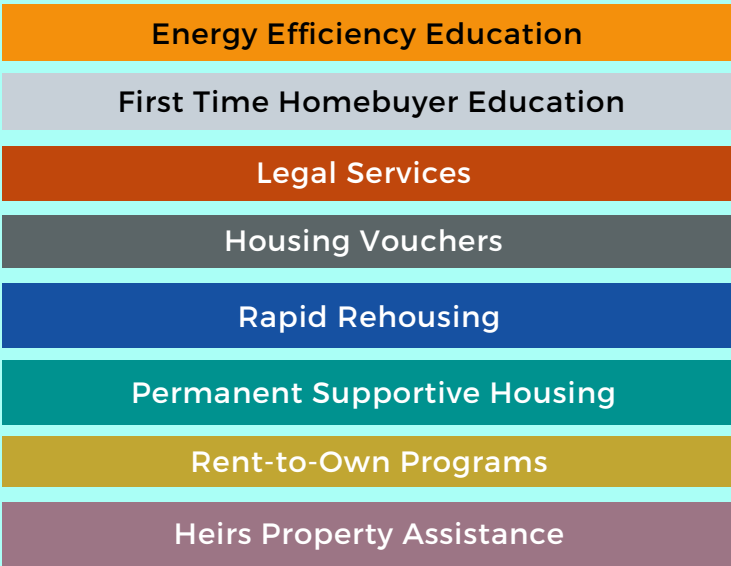 Energy Efficiency Education
First Time Homebuyer Education
Legal Services
Housing Vouchers
Rapid Rehousing
Permanent Supportive Housing
Rent-to-Own Programs
Heirs Property Assistance